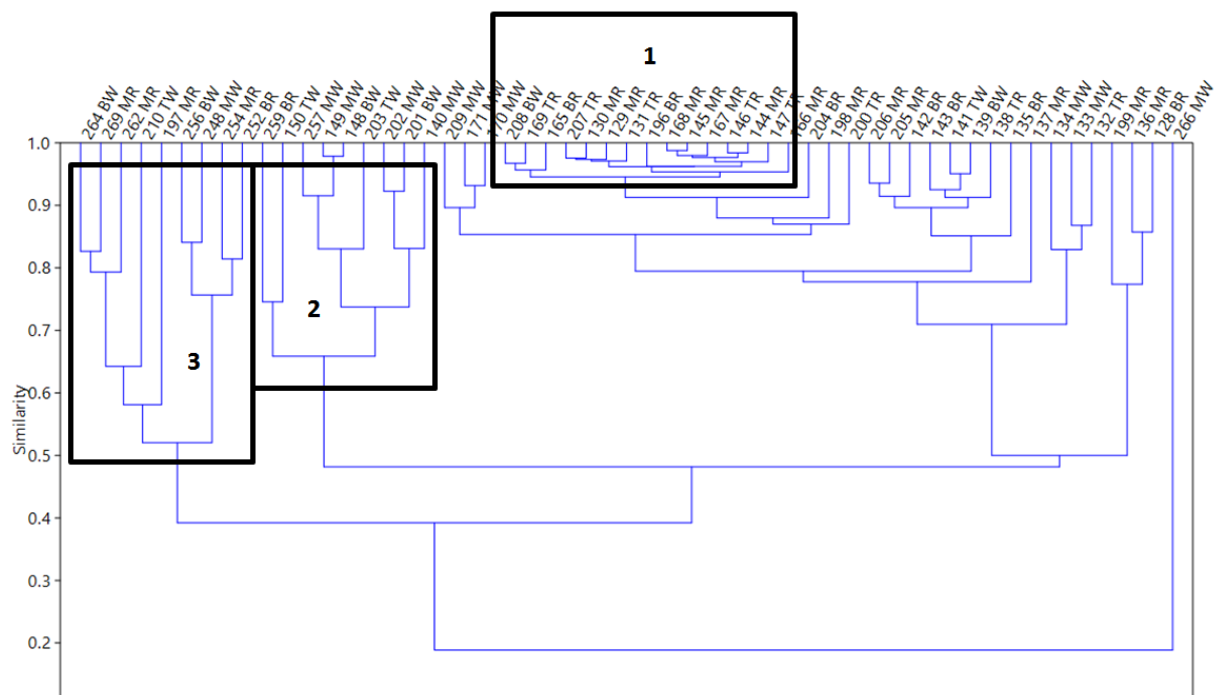 1
264 BW
269 MR
262 MR
210 TW
197 MR
256 BW
248 MW
254 MR
252 BR
259 BR
150 TW
257 MW
149 MW
148 BW
203 TW
202 MW
201 BW
140 MW
209 MW
171 MW
170 MW
208 BW
169 TR
165 BR
207 TR
130 MR
129 MR
131 TR
196 BR
168 MR
145 MR
167 MR
146 TR
144 MR
147 TR
166 MR
204 BR
198 MR
200 TR
206 MR
205 MR
142 BR
143 BR
141 TW
139 BW
138 TR
135 BR
137 MR
134 MW
133 MW
132 TR
199 MR
136 MR
128 BR
266 MW
1.0
0.9
0.8
0.7
0.6
0.5
0.4
0.3
0.2
Similarity
2
3